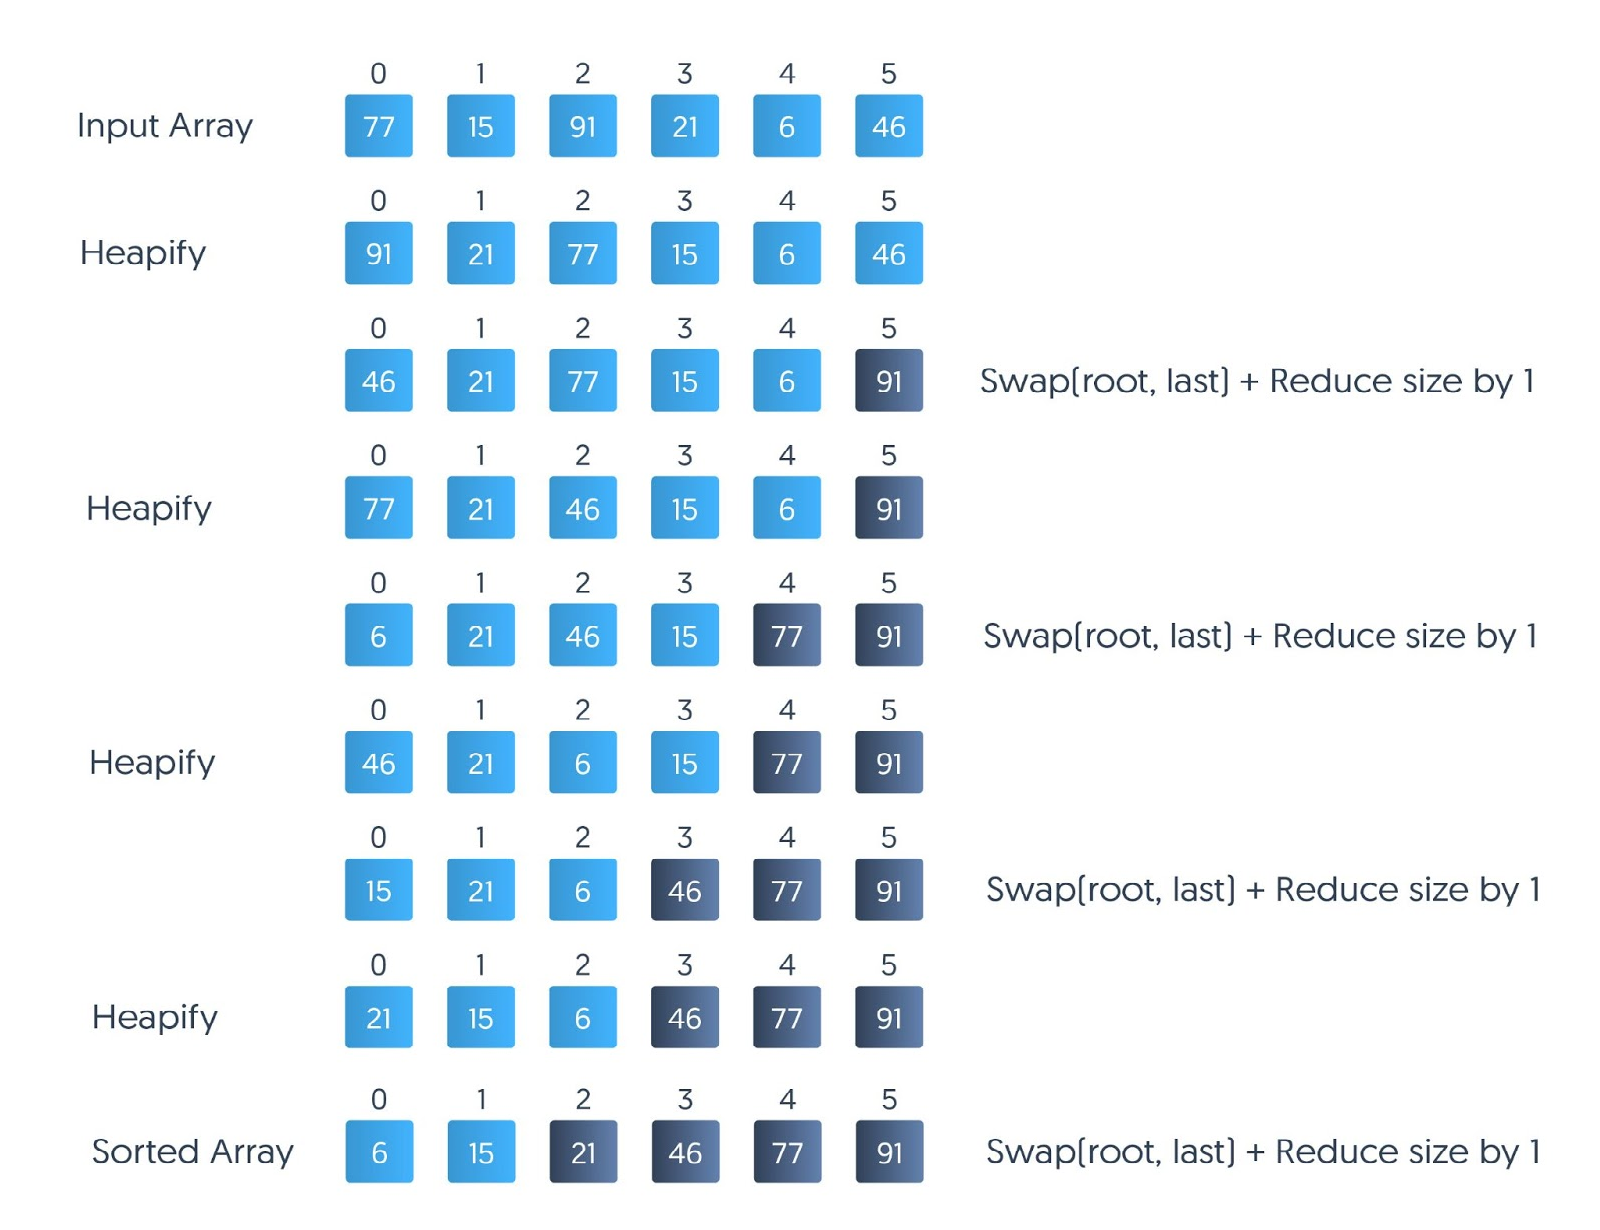 0 1 2 3 4 5
Input Array 77 15 91 21 6 46
0 1 2 3 4 5
Heapify 91 21 77 15 6 46
0 1 2 3 4 5
46 21 77 15 6 91 Swap(root, last) + Reduce size by 1
0 1 2 3 4 5
Heapify 77 21 46 15 6 91
0 1 2 3 4 5
6 21 46 15 77 91 Swap(root, last) + Reduce size by 1
0 1 2 3 4 5
Heapify 46 21 6 15 77 91
0 1 2 3 4 5
15 21 6 46 77 91 Swap(root, last) + Reduce size by 1
0 1 2 3 4 5
Heapify 21 15 6 46 77 91
0 1 2 3 4 5
Sorted Array 6 15 21 46 77 91 Swap(root, last) + Reduce size by 1